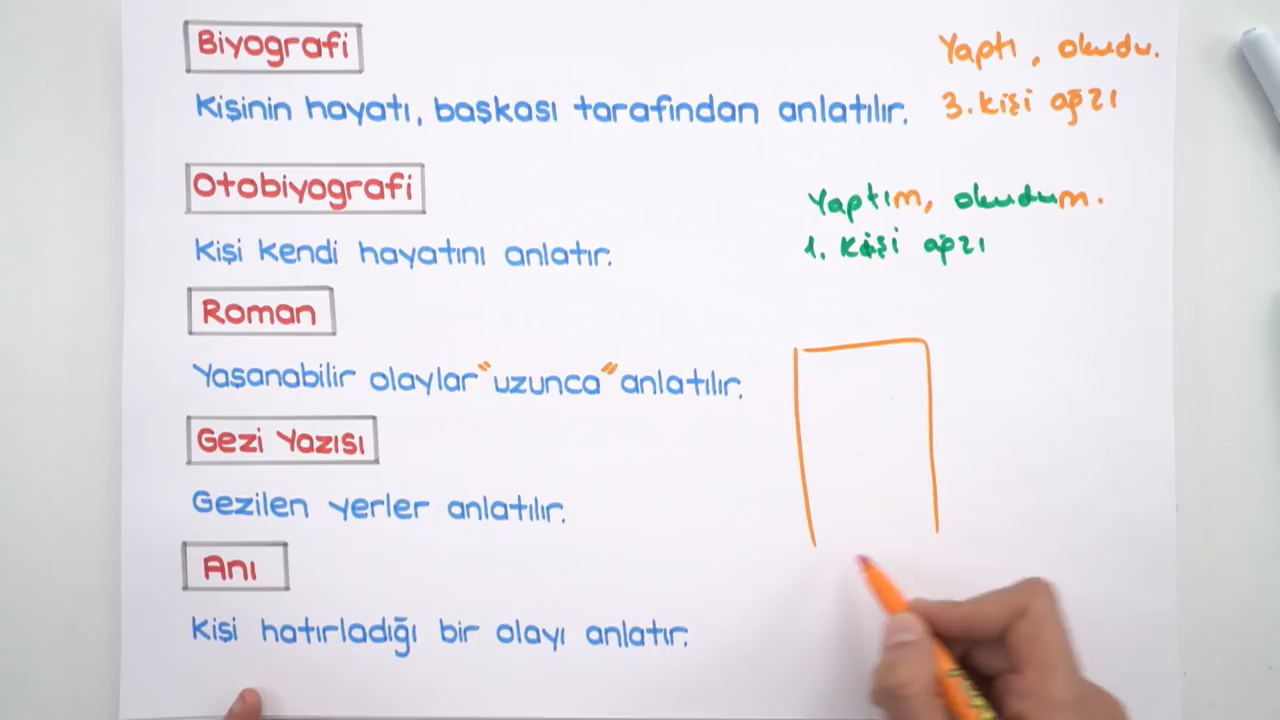 Biyografi
Yaptı, okudu.
Kişinin hayatı, başkası tarafından anlatılır.
3. kişi ağzı
Otobiyografi
Yaptım, okudum.
Kişi kendi hayatını anlatır.
1. kişi ağzı
Roman
Yaşanabilir olaylar "uzunca" anlatılır.
Gezi Yazısı
Gezilen yerler anlatılır.
Anı
Kişi hatırladığı bir olayı anlatır.